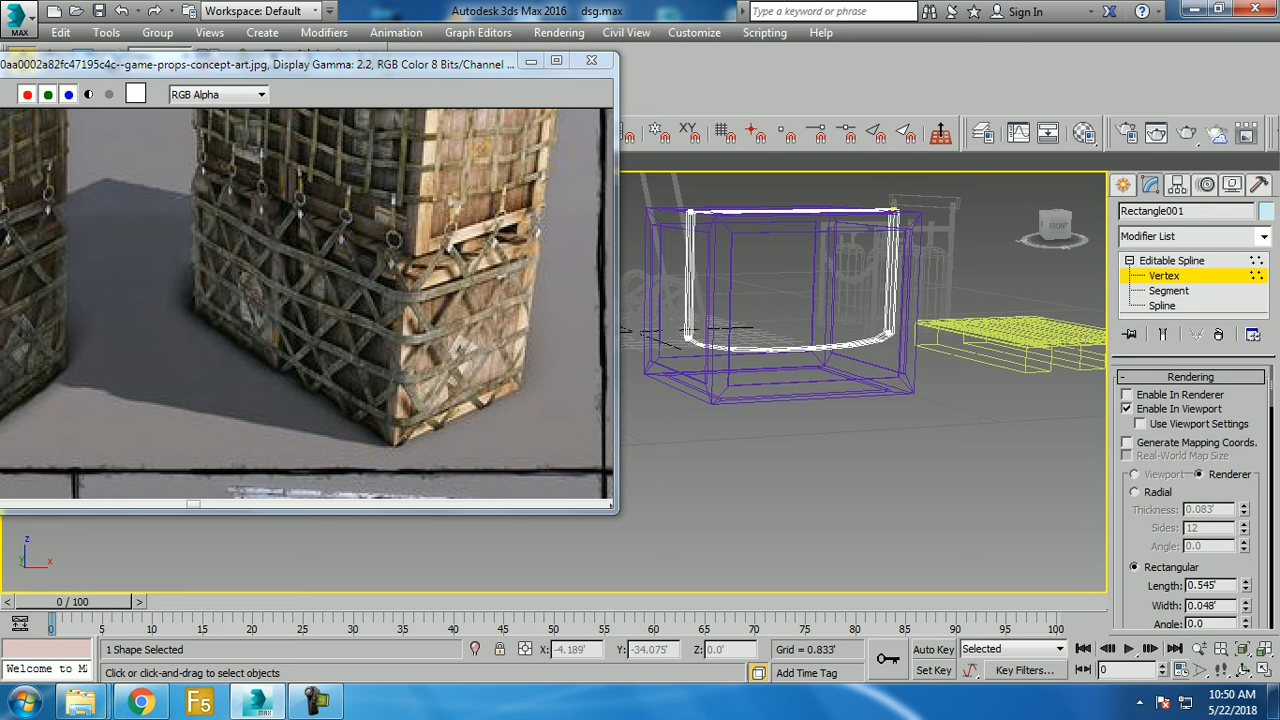 MAX
Workspace: Default
Autodesk 3ds Max 2016 dsg.max
Type a keyword or phrase
Sign In
Edit Tools Group Views Create Modifiers Animation Graph Editors Rendering Civil View Customize Scripting Help
0aa0002a82fc47195c4c--game-props-concept-art.jpg, Display Gamma: 2.2, RGB Color 8 Bits/Channel ...
RGB Alpha
XY
FRONT
z
y
x
Rectangle001
Modifier List
Editable Spline
Vertex
Segment
Spline
Rendering
Enable In Renderer
Enable In Viewport
Use Viewport Settings
Generate Mapping Coords.
Real-World Map Size
Viewport Renderer
Radial
Thickness: 0.083'
Sides: 12
Angle: 0.0
Rectangular
Length: 0.545'
Width: 0.048'
Angle: 0.0
< 0 / 100 >
0 5 10 15 20 25 30 35 40 45 50 55 60 65 70 75 80 85 90 95 100
1 Shape Selected
X: -4.189' Y: -34.075' Z: 0.0' Grid = 0.833'
Auto Key Selected
Welcome to M
Click or click-and-drag to select objects
Add Time Tag
Set Key Key Filters... 0
F5
MAX
10:50 AM
5/22/2018